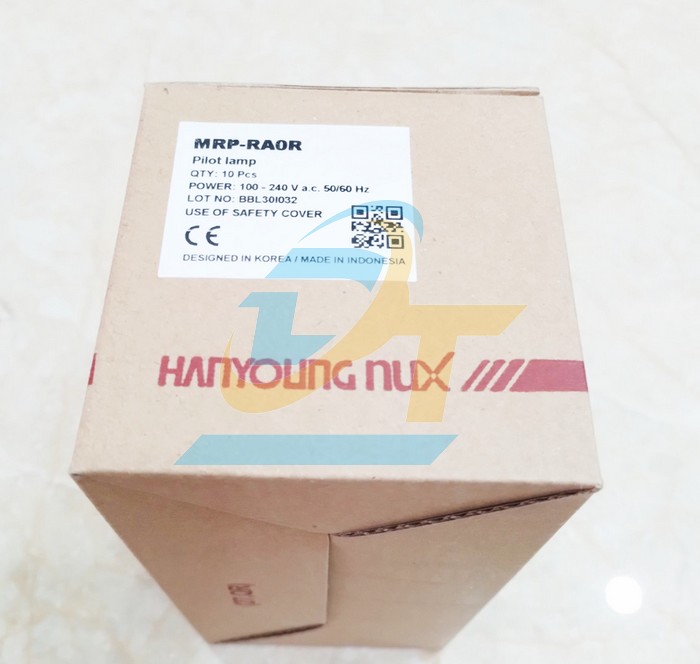 MRP-RA0R
Pilot lamp
QTY: 10 Pcs
POWER: 100 - 240 V a.c. 50/60 Hz
LOT NO: BBL30I032
USE OF SAFETY COVER
CE
DESIGNED IN KOREA / MADE IN INDONESIA
DT
HANYOUNG NUX